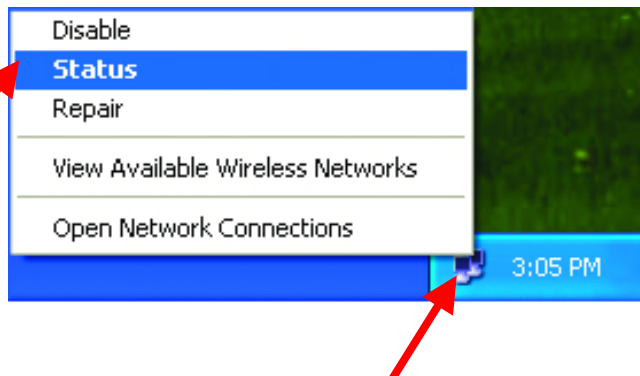 Disable
Status
Repair
View Available Wireless Networks
Open Network Connections
3:05 PM